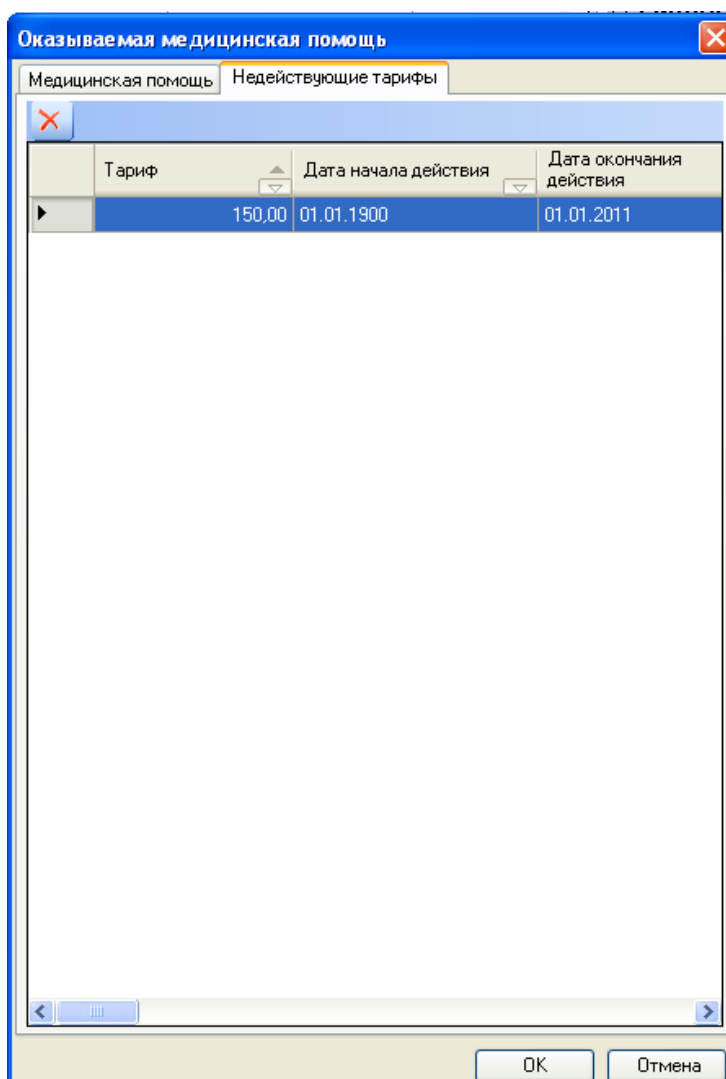 Оказываемая медицинская помощь
Медицинская помощь Недействующие тарифы
Тариф Дата начала действия Дата окончания
действия
150,00 01.01.1900 01.01.2011
OK Отмена